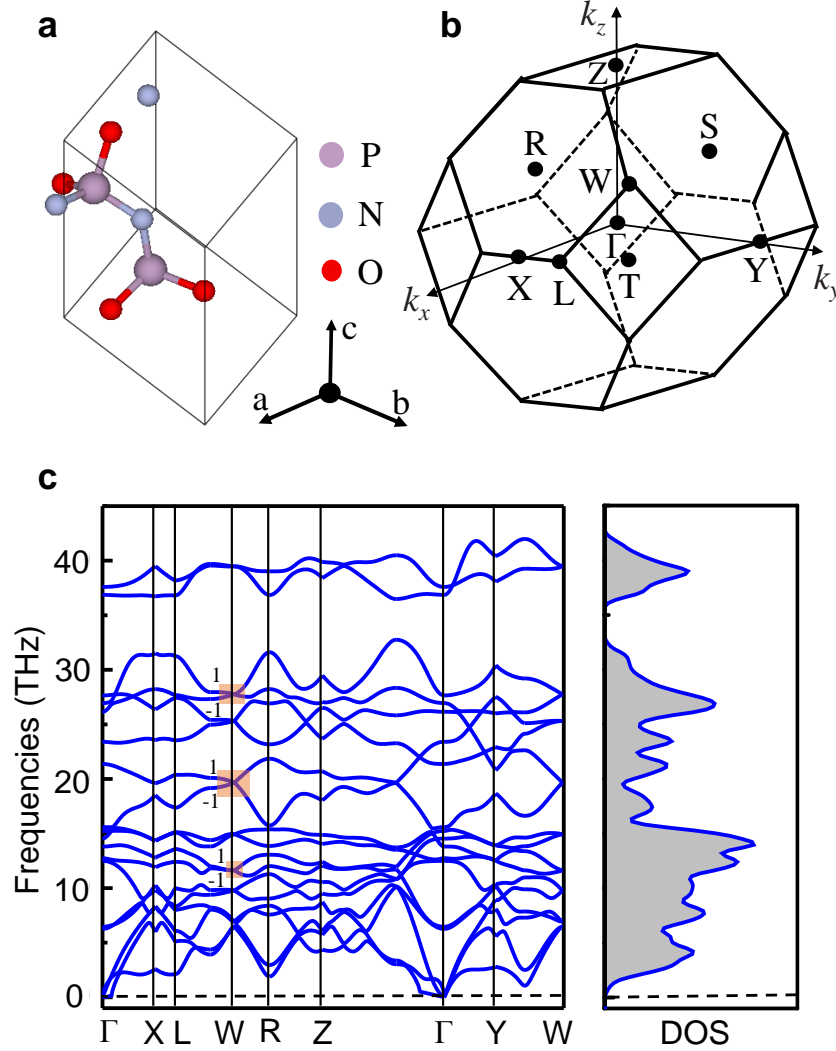 a
P
N
O
c
a
b
b
k_z
Z
S
R
W
Γ
Y
X
L
T
k_x
k_y
c
Frequencies (THz)
40
30
20
10
0
1
-1
1
-1
1
-1
Γ X L W R Z Γ Y W
DOS